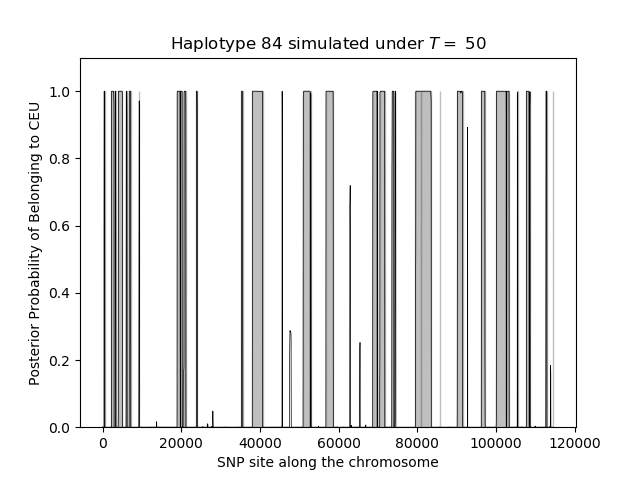 Haplotype 84 simulated under T = 50
Posterior Probability of Belonging to CEU
1.0
0.8
0.6
0.4
0.2
0.0
0 20000 40000 60000 80000 100000 120000
SNP site along the chromosome